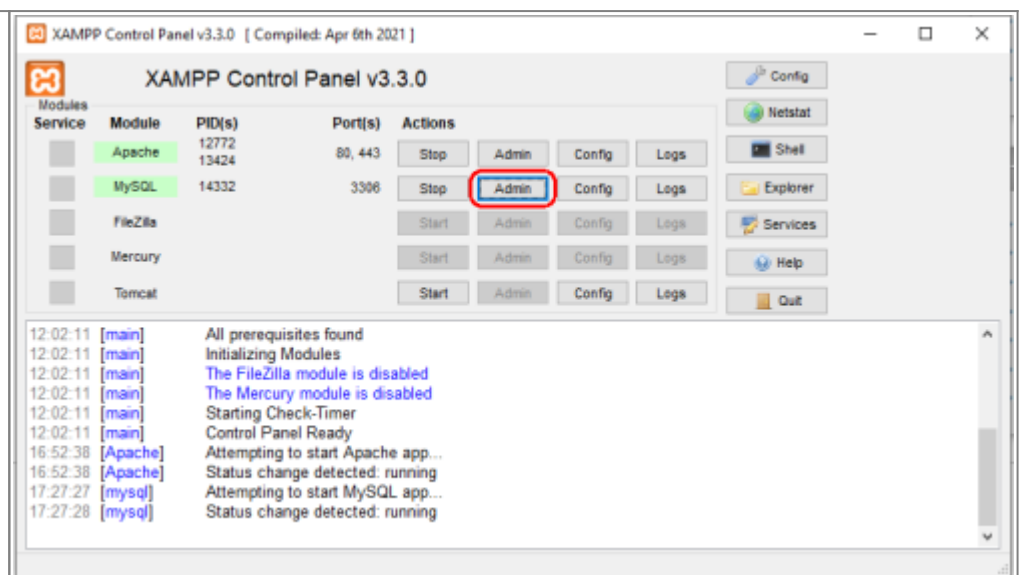 XAMPP Control Panel v3.3.0 [ Compiled: Apr 6th 2021 ]
XAMPP Control Panel v3.3.0
Config
Modules
Service Module PID(s) Port(s) Actions
Netstat
Apache 12772 13424 80, 443 Stop Admin Config Logs
Shell
MySQL 14332 3306 Stop Admin Config Logs
Explorer
FileZilla Start Admin Config Logs
Services
Mercury Start Admin Config Logs
Help
Tomcat Start Admin Config Logs
Quit
12:02:11 [main] All prerequisites found
12:02:11 [main] Initializing Modules
12:02:11 [main] The FileZilla module is disabled
12:02:11 [main] The Mercury module is disabled
12:02:11 [main] Starting Check-Timer
12:02:11 [main] Control Panel Ready
16:52:38 [Apache] Attempting to start Apache app...
16:52:38 [Apache] Status change detected: running
17:27:27 [mysql] Attempting to start MySQL app...
17:27:28 [mysql] Status change detected: running